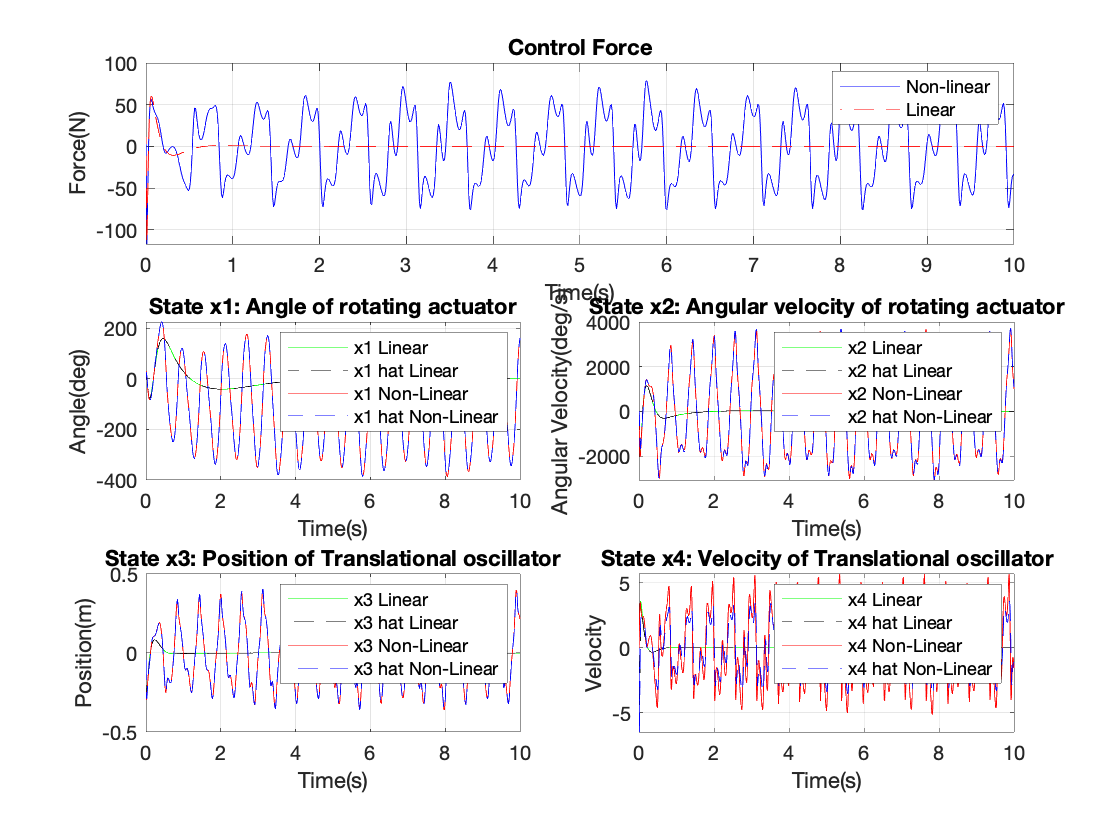 Control Force
Force(N)
100
50
0
-50
-100
Non-linear
Linear
0 1 2 3 4 5 6 7 8 9 10
Time(s)
State x1: Angle of rotating actuator
Angle(deg)
200
0
-200
-400
x1 Linear
x1 hat Linear
x1 Non-Linear
x1 hat Non-Linear
0 2 4 6 8 10
Time(s)
State x2: Angular velocity of rotating actuator
Angular Velocity(deg/s)
4000
2000
0
-2000
x2 Linear
x2 hat Linear
x2 Non-Linear
x2 hat Non-Linear
0 2 4 6 8 10
Time(s)
State x3: Position of Translational oscillator
Position(m)
0.5
0
-0.5
x3 Linear
x3 hat Linear
x3 Non-Linear
x3 hat Non-Linear
0 2 4 6 8 10
Time(s)
State x4: Velocity of Translational oscillator
Velocity
5
0
-5
x4 Linear
x4 hat Linear
x4 Non-Linear
x4 hat Non-Linear
0 2 4 6 8 10
Time(s)